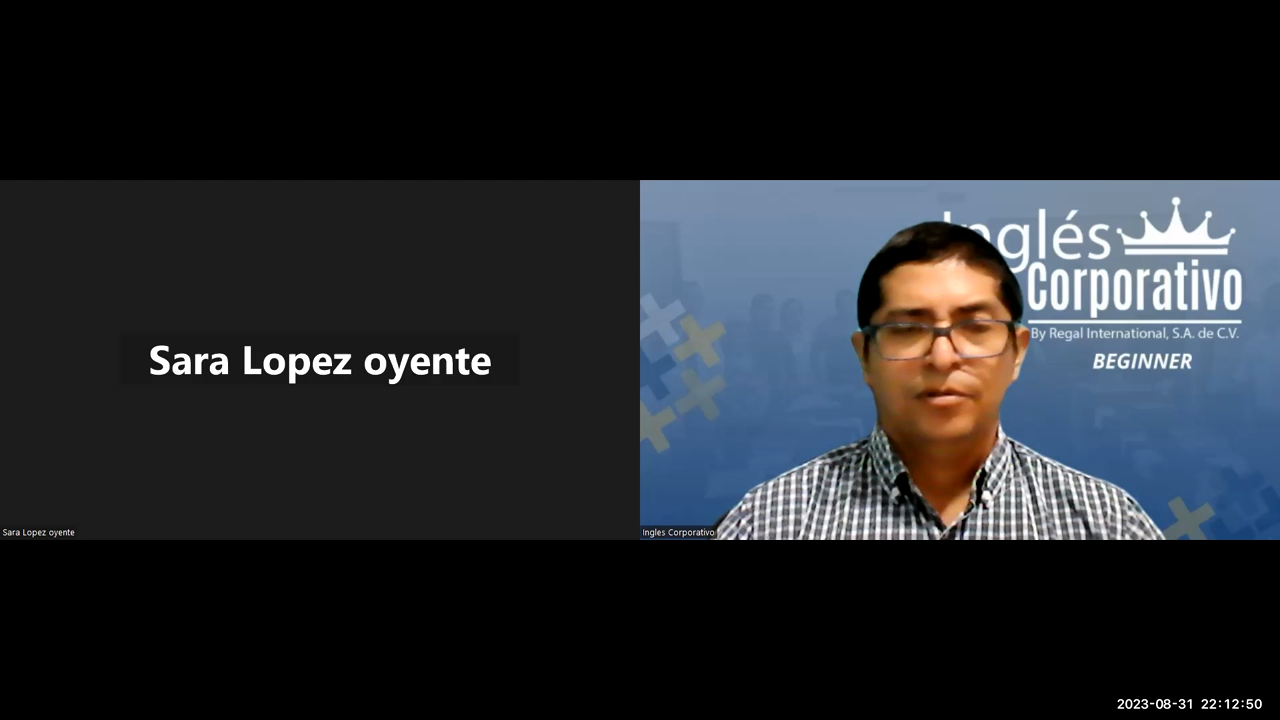 Sara Lopez oyente
Sara Lopez oyente
Inglés
Corporativo
By Regal International, S.A. de C.V.
BEGINNER
Ingles Corporativo
2023-08-31 22:12:50